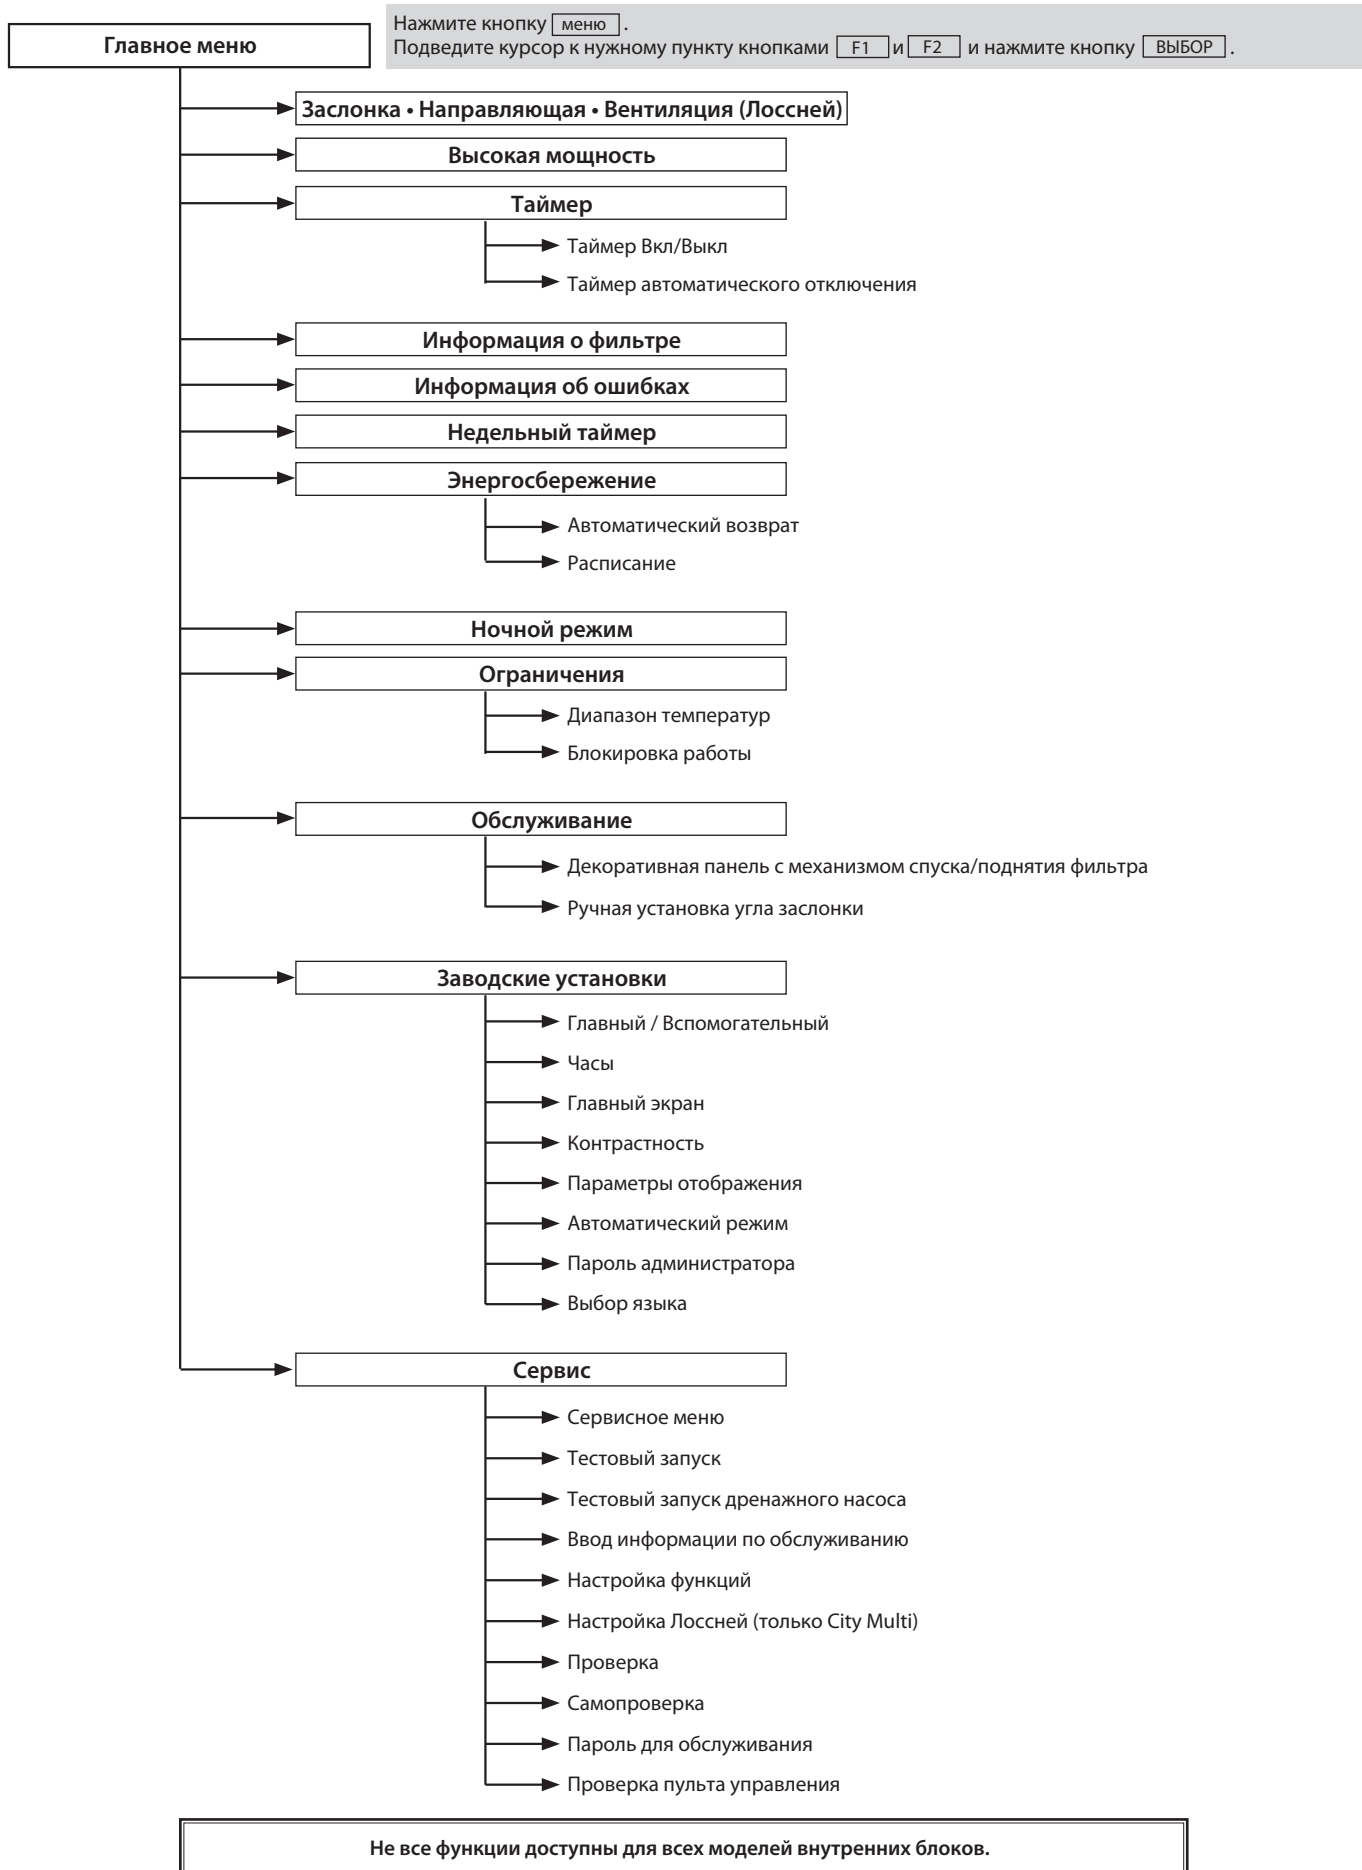 Главное меню
Нажмите кнопку меню .
Подведите курсор к нужному пункту кнопками F1 и F2 и нажмите кнопку ВЫБОР .
Заслонка • Направляющая • Вентиляция (Лоссней)
Высокая мощность
Таймер
Таймер Вкл/Выкл
Таймер автоматического отключения
Информация о фильтре
Информация об ошибках
Недельный таймер
Энергосбережение
Автоматический возврат
Расписание
Ночной режим
Ограничения
Диапазон температур
Блокировка работы
Обслуживание
Декоративная панель с механизмом спуска/поднятия фильтра
Ручная установка угла заслонки
Заводские установки
Главный / Вспомогательный
Часы
Главный экран
Контрастность
Параметры отображения
Автоматический режим
Пароль администратора
Выбор языка
Сервис
Сервисное меню
Тестовый запуск
Тестовый запуск дренажного насоса
Ввод информации по обслуживанию
Настройка функций
Настройка Лоссней (только City Multi)
Проверка
Самопроверка
Пароль для обслуживания
Проверка пульта управления
Не все функции доступны для всех моделей внутренних блоков.